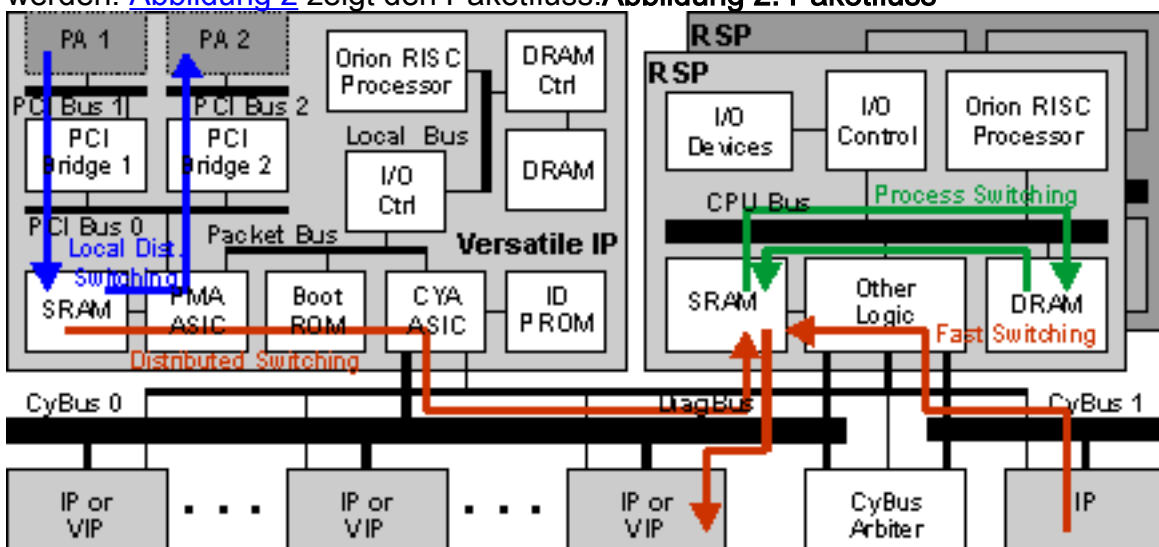 werden. Abbildung 2 zeigt den Paketfluss.Abbildung 2: Paketfluss
PA 1
PA 2
PCI Bus 1
PCI Bus 2
PCI
Bridge 1
PCI
Bridge 2
PCI Bus 0
Local Dist.
Switching
Orion RISC
Processor
DRAM
Ctrl
Local Bus
I/O
Ctrl
DRAM
Packet Bus
Versatile IP
SRAM
PMA
ASIC
Boot
ROM
CYA
ASIC
ID
PROM
Distributed Switching
RSP
RSP
I/O
Devices
I/O
Control
Orion RISC
Processor
CPU Bus
Process Switching
SRAM
Other
Logic
DRAM
Fast Switching
CyBus 0
DiagBus
CyBus 1
IP or
VIP
. . .
IP or
VIP
. . .
IP or
VIP
CyBus
Arbiter
IP